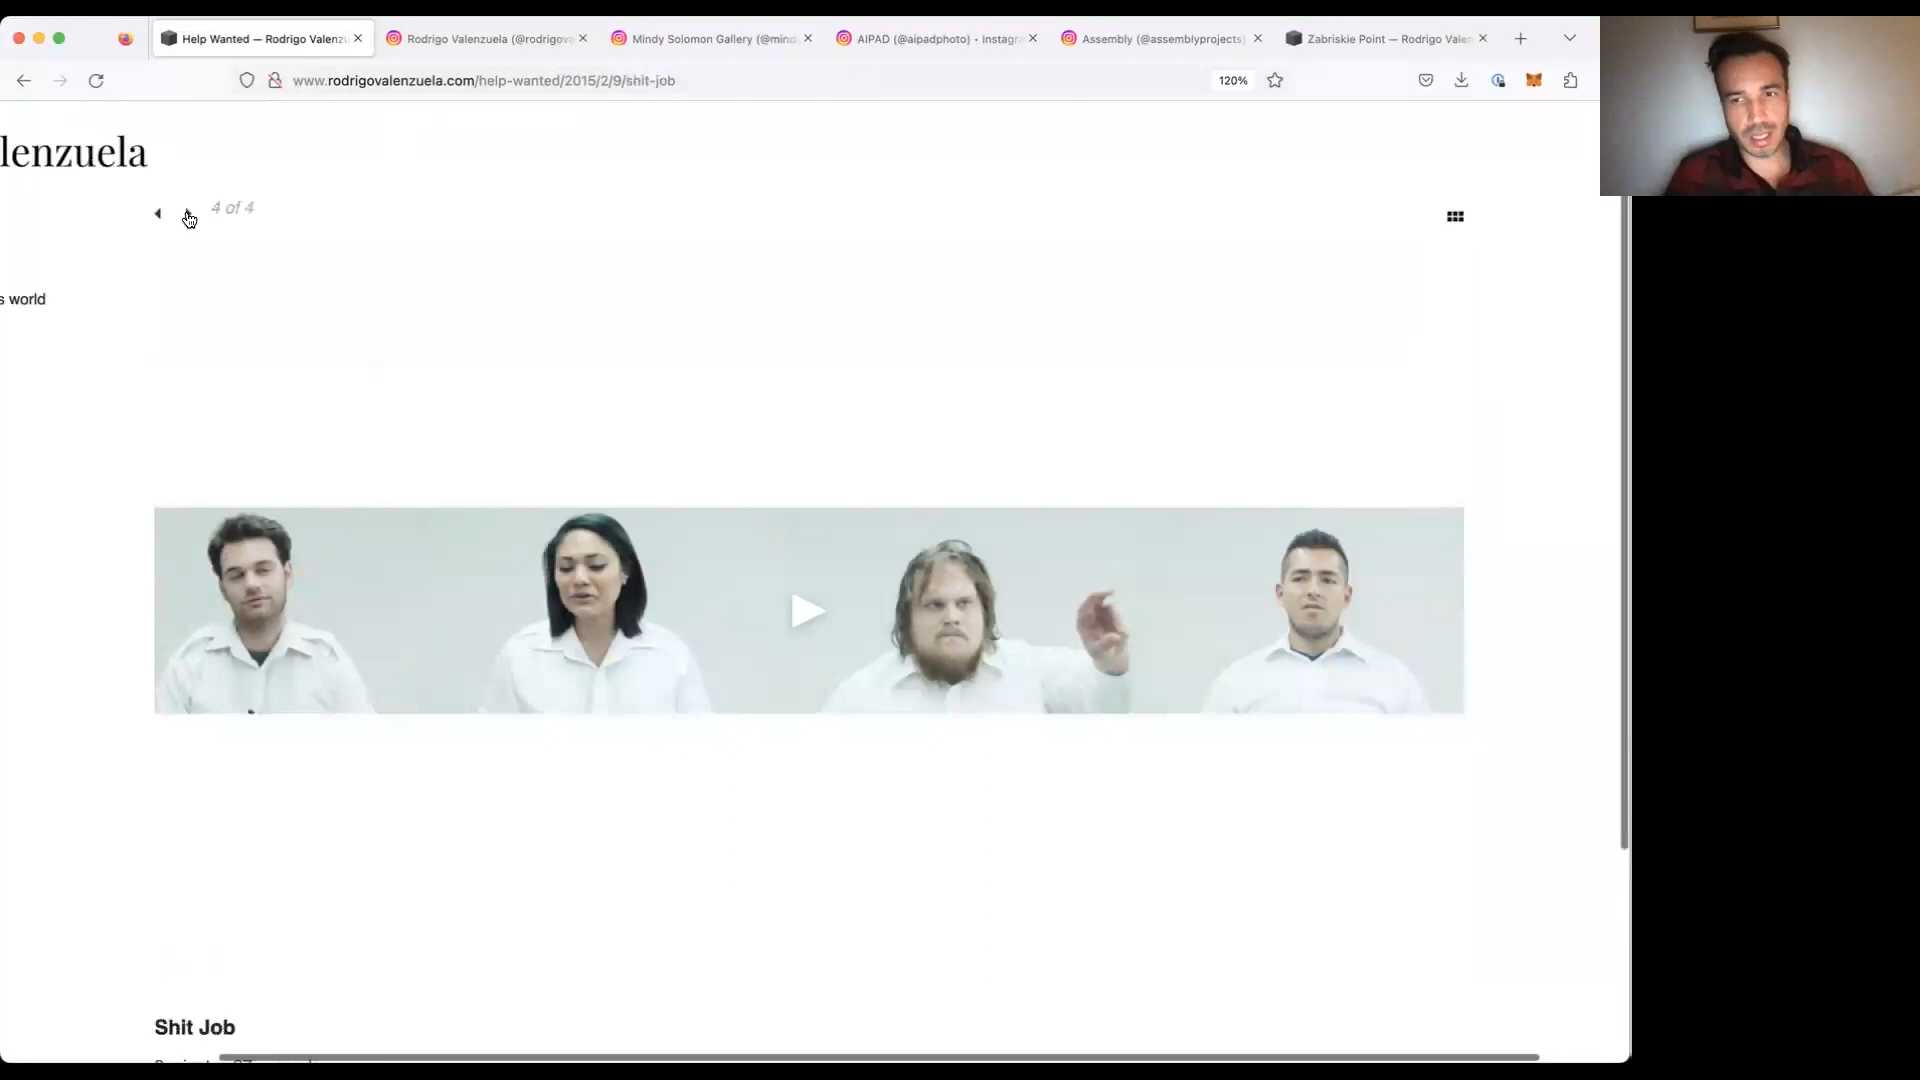 Help Wanted — Rodrigo Valenzu
Rodrigo Valenzuela (@rodrigov
Mindy Solomon Gallery (@mind
AIPAD (@aipadphoto) • Instagra
Assembly (@assemblyprojects)
Zabriskie Point — Rodrigo Vale
www.rodrigovalenzuela.com/help-wanted/2015/2/9/shit-job
120%
lenzuela
4 of 4
s world
Shit Job